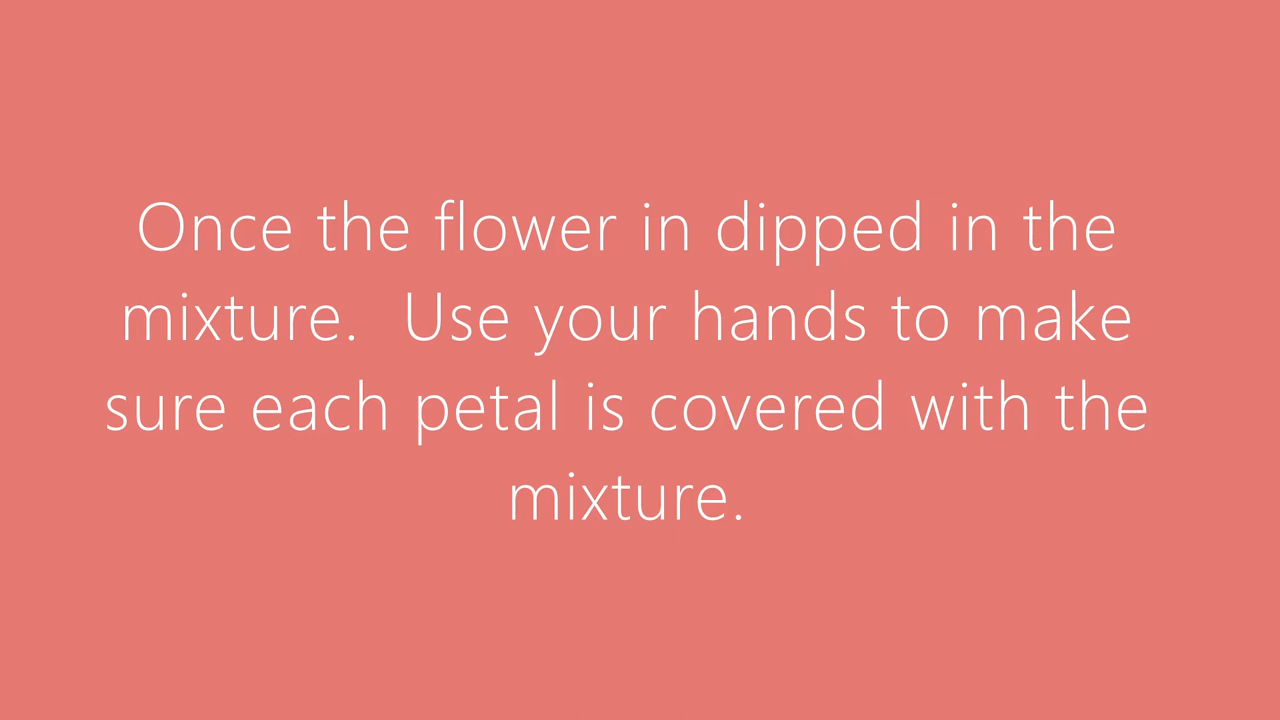 Once the flower in dipped in the
mixture.  Use your hands to make
sure each petal is covered with the
mixture.